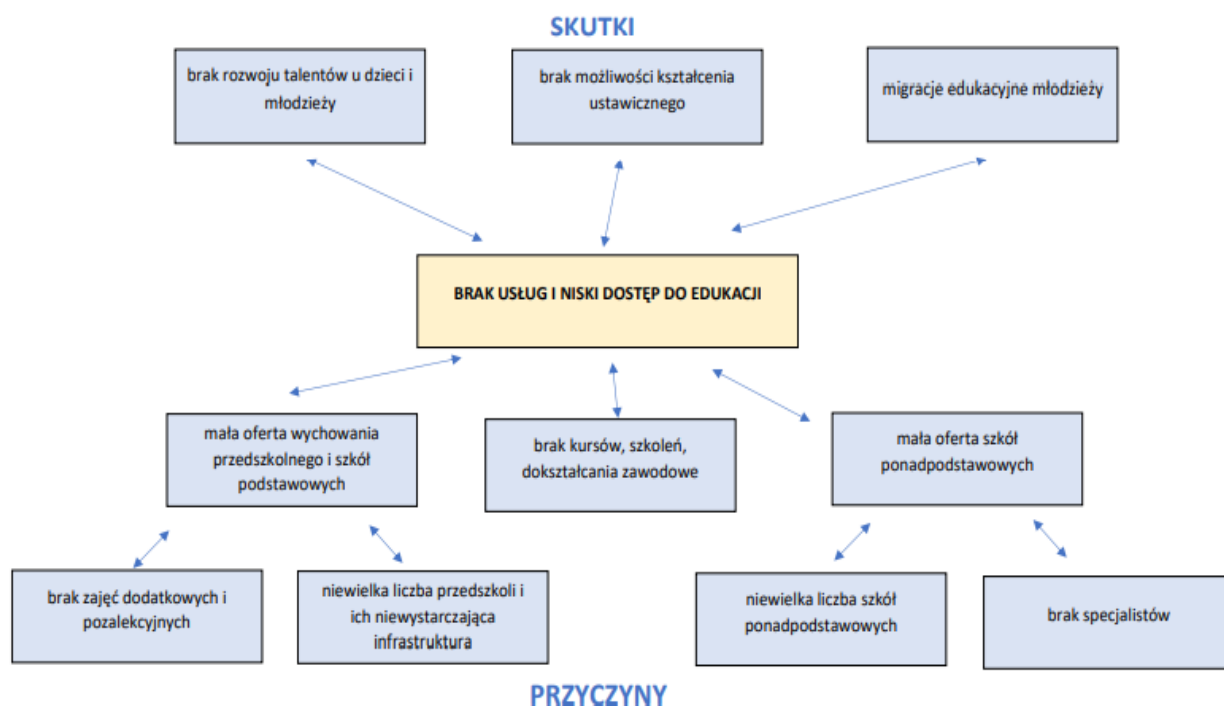 SKUTKI
brak rozwoju talentów u dzieci i
młodzieży
brak możliwości kształcenia
ustawicznego
migracje edukacyjne młodzieży
BRAK USŁUG I NISKI DOSTĘP DO EDUKACJI
mała oferta wychowania
przedszkolnego i szkół
podstawowych
brak kursów, szkoleń,
dokształcania zawodowe
mała oferta szkół
ponadpodstawowych
brak zajęć dodatkowych i
pozalekcyjnych
niewielka liczba przedszkoli i
ich niewystarczająca
infrastruktura
niewielka liczba szkół
ponadpodstawowych
brak specjalistów
PRZYCZYNY